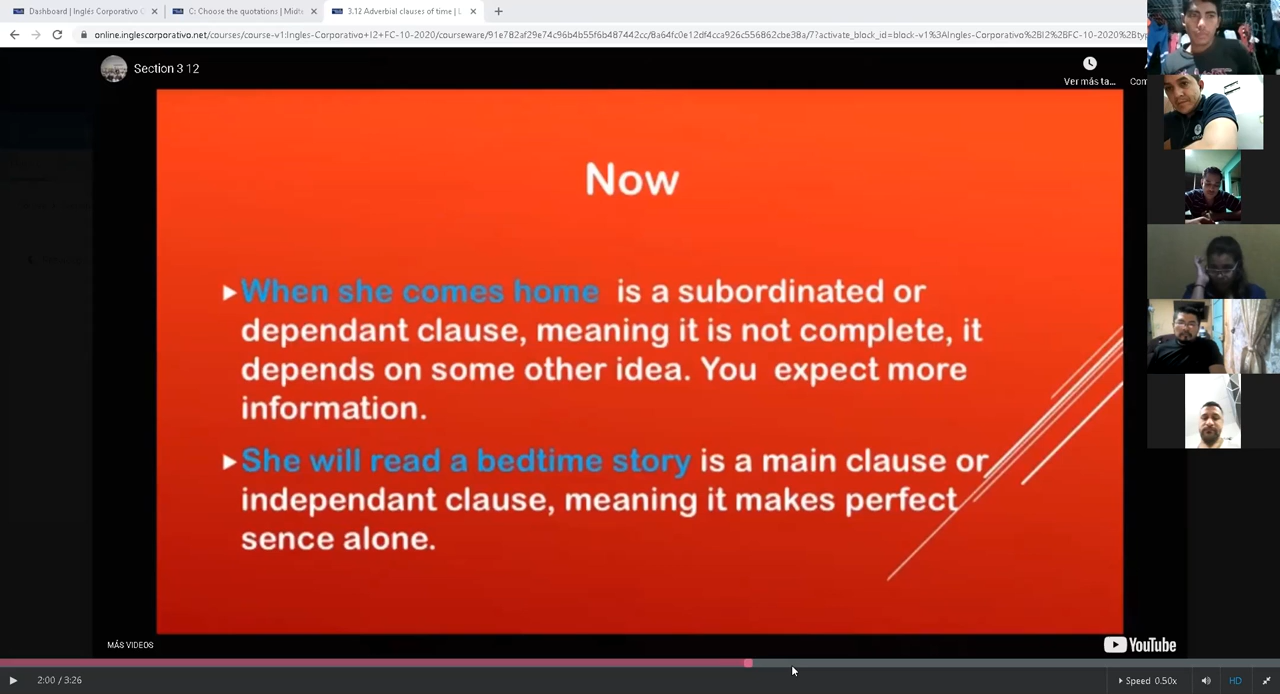 Dashboard | Inglés Corporativo
C: Choose the quotations | Midte
3.12 Adverbial clauses of time | L
online.inglescorporativo.net/courses/course-v1:Ingles-Corporativo+I2+FC-10-2020/courseware/91e782af29e74c96b4b55f6b487442cc/8a64fc0e12df4cca926c556862cbe38a/7?activate_block_id=block-v1%3AIngles-Corporativo%2BI2%2BFC-10-2020%2Btyp
Section 3 12
Ver más ta...
Com
Now
When she comes home is a subordinated or
dependant clause, meaning it is not complete, it
depends on some other idea. You expect more
information.
She will read a bedtime story is a main clause or
independant clause, meaning it makes perfect
sence alone.
MÁS VIDEOS
YouTube
2:00 / 3:26
Speed 0.50x
HD